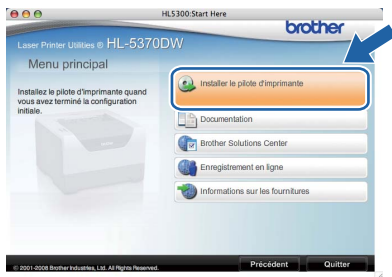 HL5300:Start Here
brother
Laser Printer Utilities ® HL-5370DW
Menu principal
Installez le pilote d'imprimante quand
vous avez terminé la configuration
initiale.
Installer le pilote d'imprimante
Documentation
Brother Solutions Center
Enregistrement en ligne
Informations sur les fournitures
© 2001-2008 Brother Industries, Ltd. All Rights Reserved.
Précédent
Quitter